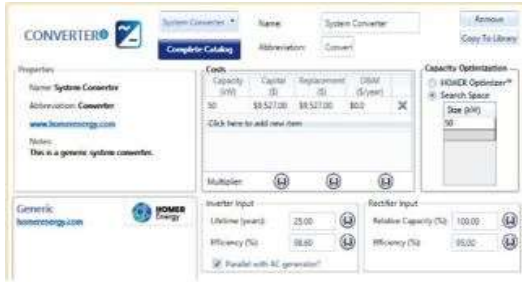 CONVERTER
System Converter
Complete Catalog
Name: System Converter
Abbreviation: Convert
Remove
Copy To Library
Properties
Name: System Converter
Abbreviation: Converter
www.homerenergy.com
Notes:
This is a generic system converter.
Costs
Capacity (kW) Capital ($) Replacement ($) O&M ($/year)
50 $9,527.00 $9,527.00 $0.0
Click here to add new item
Multiplier:
Capacity Optimization
HOMER Optimizer™
Search Space
Size (kW)
50
Generic
homerenergy.com
HOMER Energy
Inverter Input
Lifetime (years): 25.00
Efficiency (%): 98.60
Parallel with AC generator?
Rectifier Input
Relative Capacity (%): 100.00
Efficiency (%): 95.00